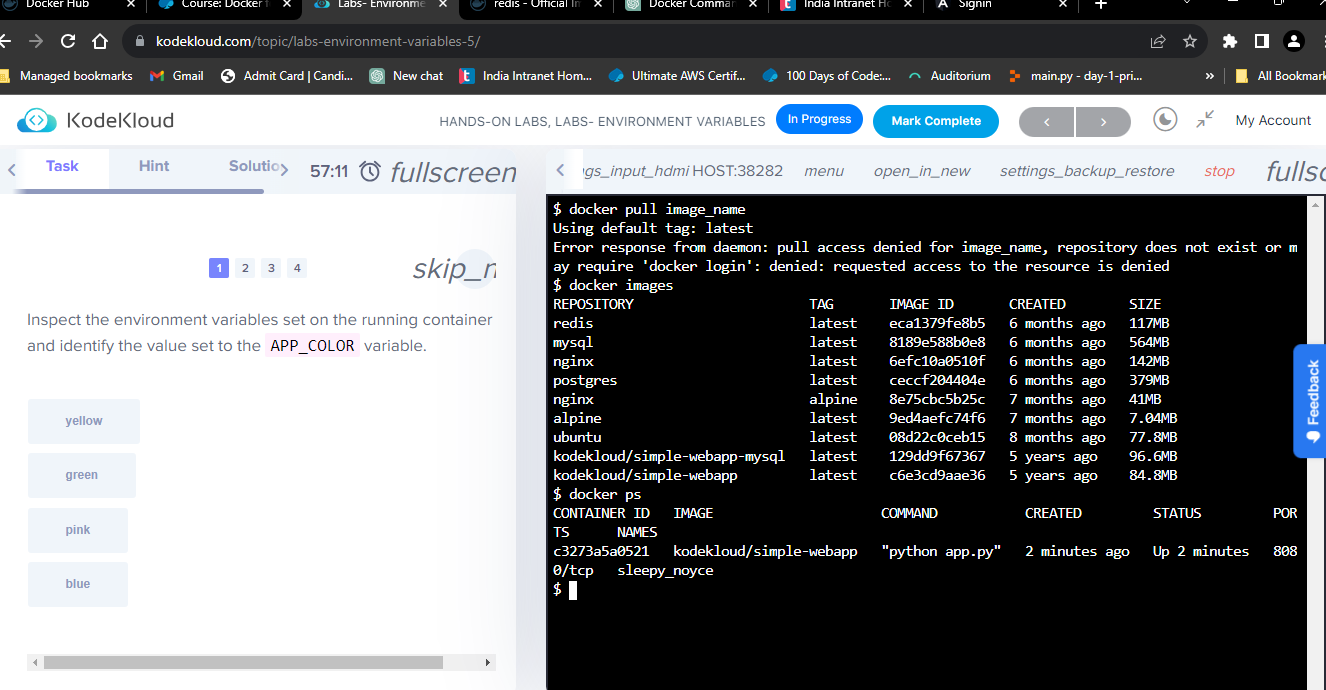 Docker Hub
Course: Docker f
Labs- Environme
redis - Official Im
Docker Comman
India Intranet Ho
Signin
kodekloud.com/topic/labs-environment-variables-5/
Managed bookmarks
Gmail
Admit Card | Candi...
New chat
India Intranet Hom...
Ultimate AWS Certif...
100 Days of Code:...
Auditorium
main.py - day-1-pri...
»
All Bookmark
KodeKloud
HANDS-ON LABS, LABS- ENVIRONMENT VARIABLES
In Progress
Mark Complete
My Account
Task
Hint
Solutio
57:11
fullscreen
gs_input_hdmi HOST:38282
menu
open_in_new
settings_backup_restore
stop
fullsc
1 2 3 4
skip_n
Inspect the environment variables set on the running container
and identify the value set to the APP_COLOR variable.
yellow
green
pink
blue
$ docker pull image_name
Using default tag: latest
Error response from daemon: pull access denied for image_name, repository does not exist or m
ay require 'docker login': denied: requested access to the resource is denied
$ docker images
REPOSITORY TAG IMAGE ID CREATED SIZE
redis latest eca1379fe8b5 6 months ago 117MB
mysql latest 8189e588b0e8 6 months ago 564MB
nginx latest 6efc10a0510f 6 months ago 142MB
postgres latest ceccf204404e 6 months ago 379MB
nginx alpine 8e75cbc5b25c 7 months ago 41MB
alpine latest 9ed4aefc74f6 7 months ago 7.04MB
ubuntu latest 08d22c0ceb15 8 months ago 77.8MB
kodekloud/simple-webapp-mysql latest 129dd9f67367 5 years ago 96.6MB
kodekloud/simple-webapp latest c6e3cd9aae36 5 years ago 84.8MB
$ docker ps
CONTAINER ID IMAGE COMMAND CREATED STATUS POR
TS NAMES
c3273a5a0521 kodekloud/simple-webapp "python app.py" 2 minutes ago Up 2 minutes 808
0/tcp sleepy_noyce
$
Feedback